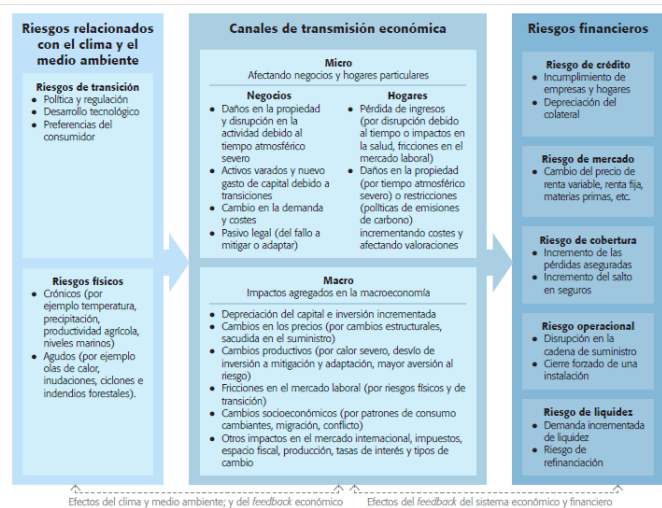 Riesgos relacionados
con el clima y el
medio ambiente
Riesgos de transición
• Política y regulación
• Desarrollo tecnológico
• Preferencias del
consumidor
Riesgos físicos
• Crónicos (por
ejemplo temperatura,
precipitación,
productividad agrícola,
niveles marinos)
• Agudos (por ejemplo
olas de calor,
inudaciones, ciclones e
indendios forestales).
Canales de transmisión económica
Micro
Afectando negocios y hogares particulares
Negocios
• Daños en la propiedad
y disrupción en la
actividad debido al
tiempo atmosférico
severo
• Activos varados y nuevo
gasto de capital debido a
transiciones
• Cambio en la demanda
y costes
• Pasivo legal (del fallo a
mitigar o adaptar)
Hogares
• Pérdida de ingresos
(por disrupción debido
al tiempo o impactos en
la salud, fricciones en el
mercado laboral)
• Daños en la propiedad
(por tiempo atmosférico
severo) o restricciones
(políticas de emisiones
de carbono)
incrementando costes y
afectando valoraciones
Macro
Impactos agregados en la macroeconomía
• Depreciación del capital e inversión incrementada
• Cambios en los precios (por cambios estructurales,
sacudida en el suministro)
• Cambios productivos (por calor severo, desvío de
inversión a mitigación y adaptación, mayor aversión al
riesgo)
• Fricciones en el mercado laboral (por riesgos físicos y de
transición)
• Cambios socioeconómicos (por patrones de consumo
cambiantes, migración, conflicto)
• Otros impactos en el mercado internacional, impuestos,
espacio fiscal, producción, tasas de interés y tipos de
cambio
Riesgos financieros
Riesgo de crédito
• Incumplimiento de
empresas y hogares
• Depreciación del
colateral
Riesgo de mercado
• Cambio del precio de
renta variable, renta fija,
materias primas, etc.
Riesgo de cobertura
• Incremento de las
pérdidas aseguradas
• Incremento del salto
en seguros
Riesgo operacional
• Disrupción en la
cadena de suministro
• Cierre forzado de una
instalación
Riesgo de liquidez
• Demanda incrementada
de liquidez
• Riesgo de
refinanciación
Efectos del clima y medio ambiente; y del feedback económico
Efectos del feedback del sistema económico y financiero